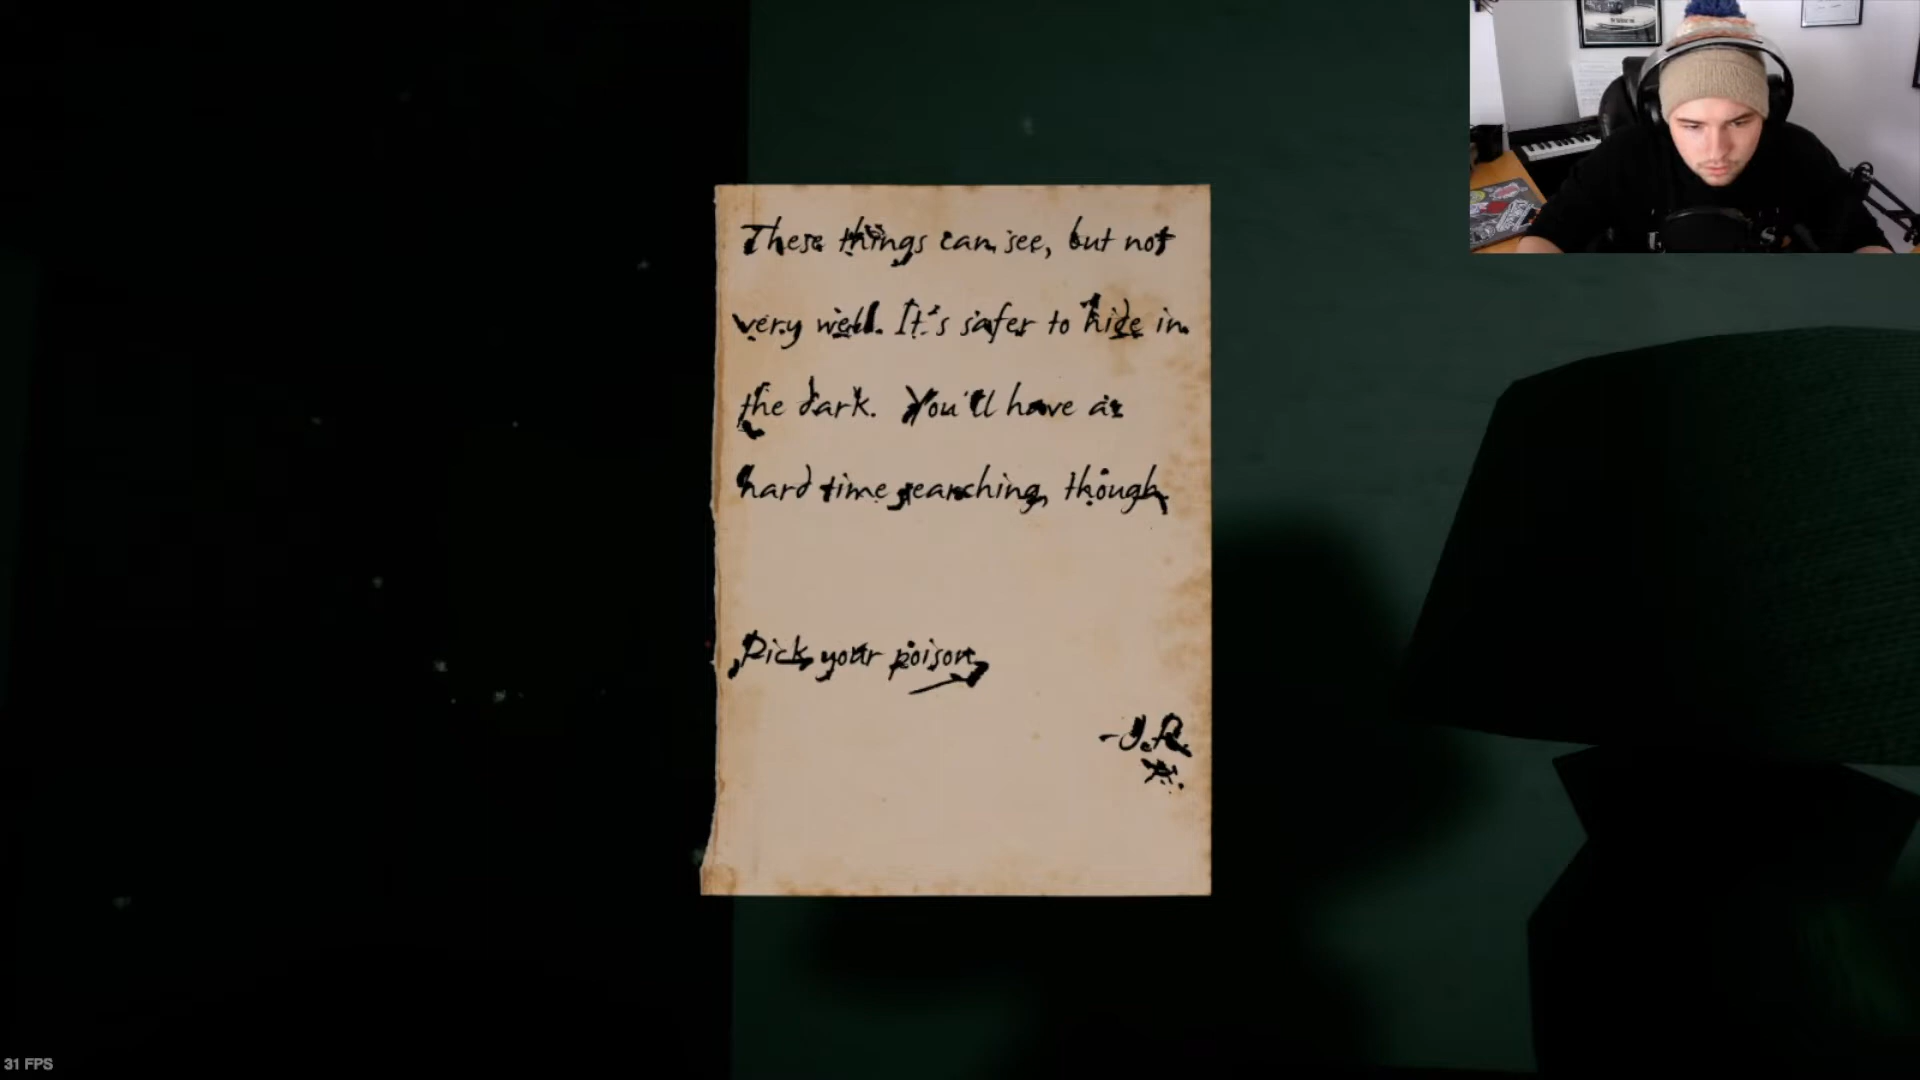 These things can see, but not
very well. It's safer to hide in
the dark. You'll have a
hard time searching, though.
Pick your poison.
31 FPS